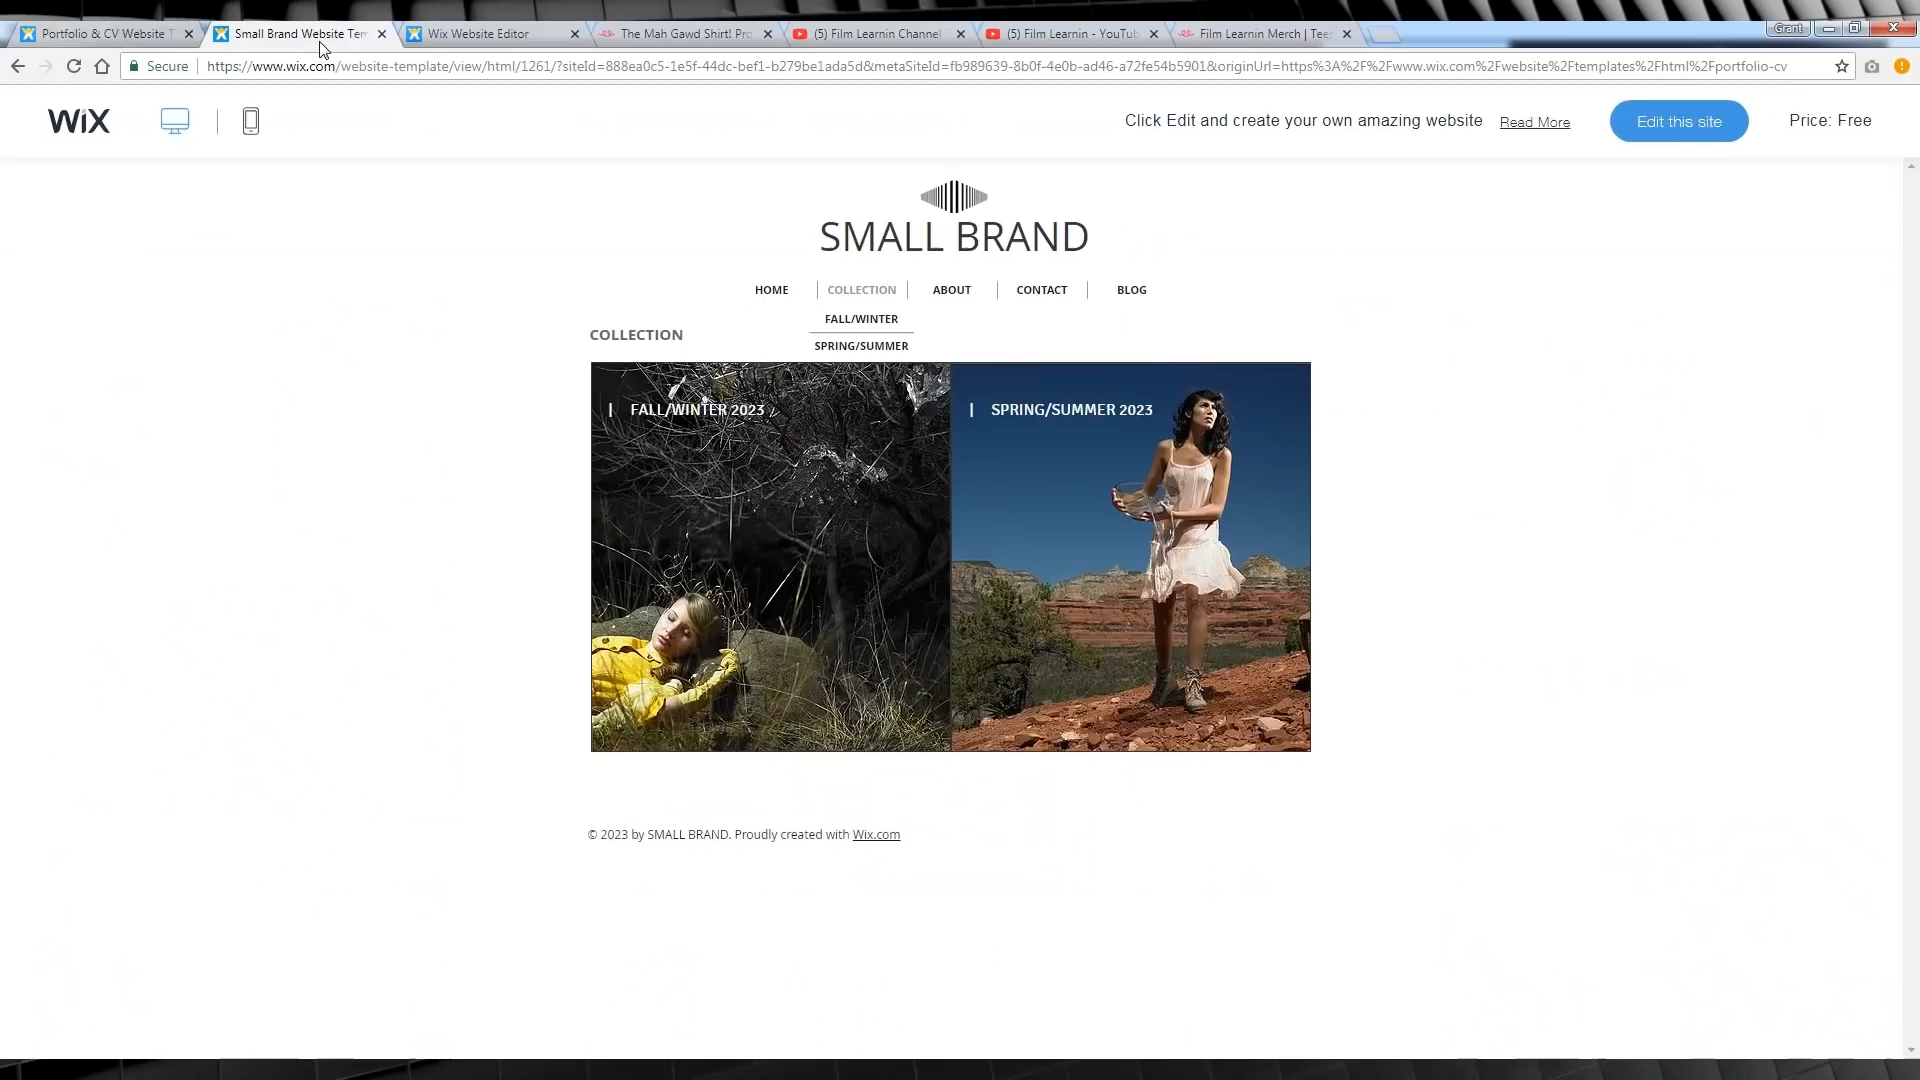 Portfolio & CV Website T
Small Brand Website Tem
Wix Website Editor
The Mah Gawd Shirt! Pro
(5) Film Learnin Channel
(5) Film Learnin - YouTub
Film Learnin Merch | Tees
Grant
Secure
https://www.wix.com/website-template/view/html/1261/?siteId=888ea0c5-1e5f-44dc-bef1-b279be1ada5d&metaSiteId=fb989639-8b0f-4e0b-ad46-a72fe54b5901&originUrl=https%3A%2F%2Fwww.wix.com%2Fwebsite%2Ftemplates%2Fhtml%2Fportfolio-cv
WiX
Click Edit and create your own amazing website
Read More
Edit this site
Price: Free
SMALL BRAND
HOME
COLLECTION
ABOUT
CONTACT
BLOG
FALL/WINTER
COLLECTION
SPRING/SUMMER
| FALL/WINTER 2023
| SPRING/SUMMER 2023
© 2023 by SMALL BRAND. Proudly created with Wix.com